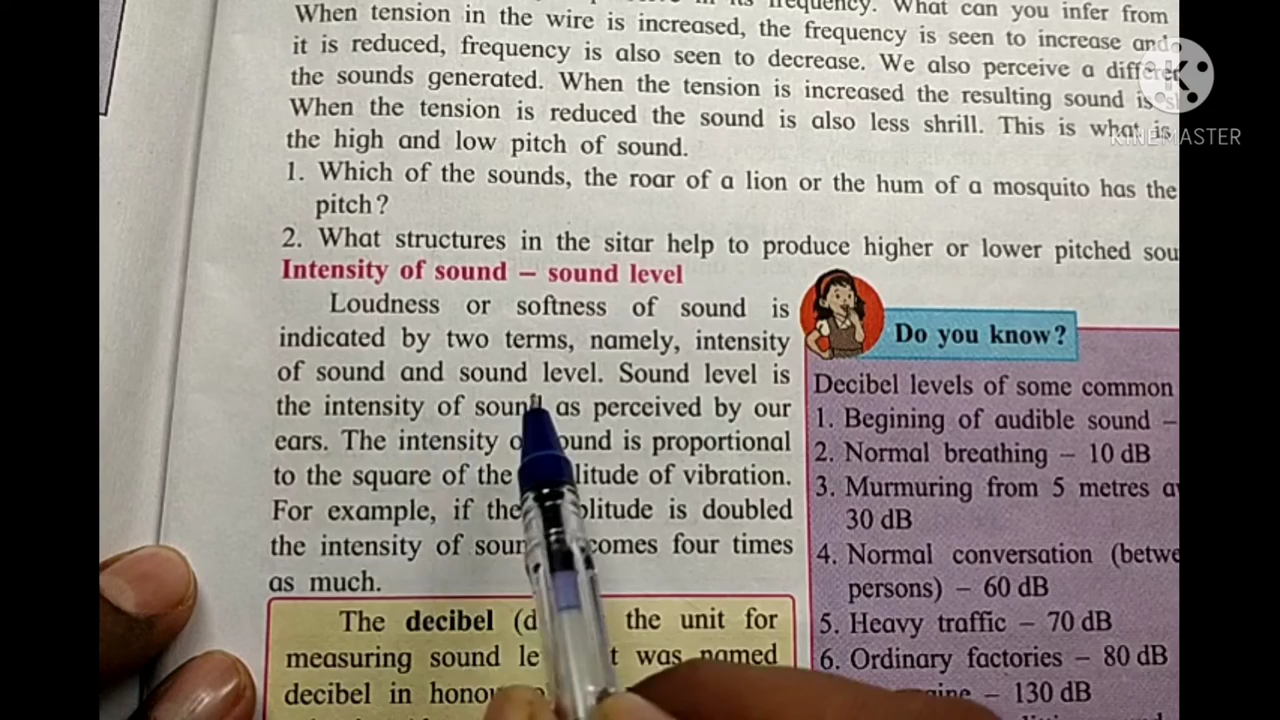 frequency. What can you infer from
When tension in the wire is increased, the frequency is seen to increase and
it is reduced, frequency is also seen to decrease. We also perceive a
the sounds generated. When the tension is increased the resulting sound is
When the tension is reduced the sound is also less shrill. This is what is
the high and low pitch of sound.
1. Which of the sounds, the roar of a lion or the hum of a mosquito has the
pitch?
2. What structures in the sitar help to produce higher or lower pitched
Intensity of sound – sound level
Loudness or softness of sound is
indicated by two terms, namely, intensity
of sound and sound level. Sound level is
the intensity of sound as perceived by our
ears. The intensity sound is proportional
to the square of the of vibration.
For example, if the is doubled
the intensity of four times
as much.
The decibel the unit for
measuring sound was named
decibel in
Do you know?
Decibel levels of some common
1. Begining of audible sound –
2. Normal breathing – 10 dB
3. Murmuring from 5 metres
30 dB
4. Normal conversation
persons) – 60 dB
5. Heavy traffic – 70 dB
6. Ordinary factories – 80 dB
– 130 dB
KINEMASTER